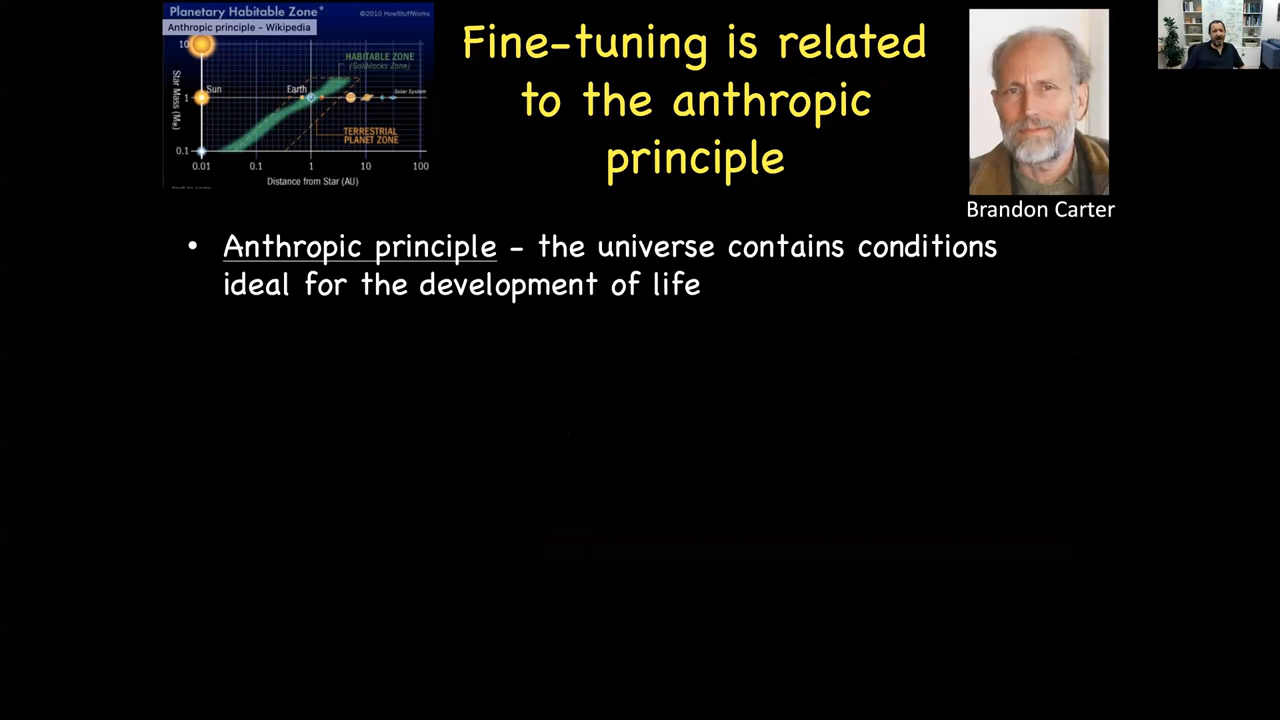 Planetary Habitable Zone*
©2010 HowStuffWorks
Anthropic principle - Wikipedia
10
HABITABLE ZONE
(Goldilocks Zone)
Star Mass (M⊙)
Sun
Earth
Solar System
1
TERRESTRIAL
PLANET ZONE
0.1
0.01 0.1 1 10 100
Distance from Star (AU)
Fine-tuning is related
to the anthropic
principle
Brandon Carter
• Anthropic principle - the universe contains conditions
ideal for the development of life